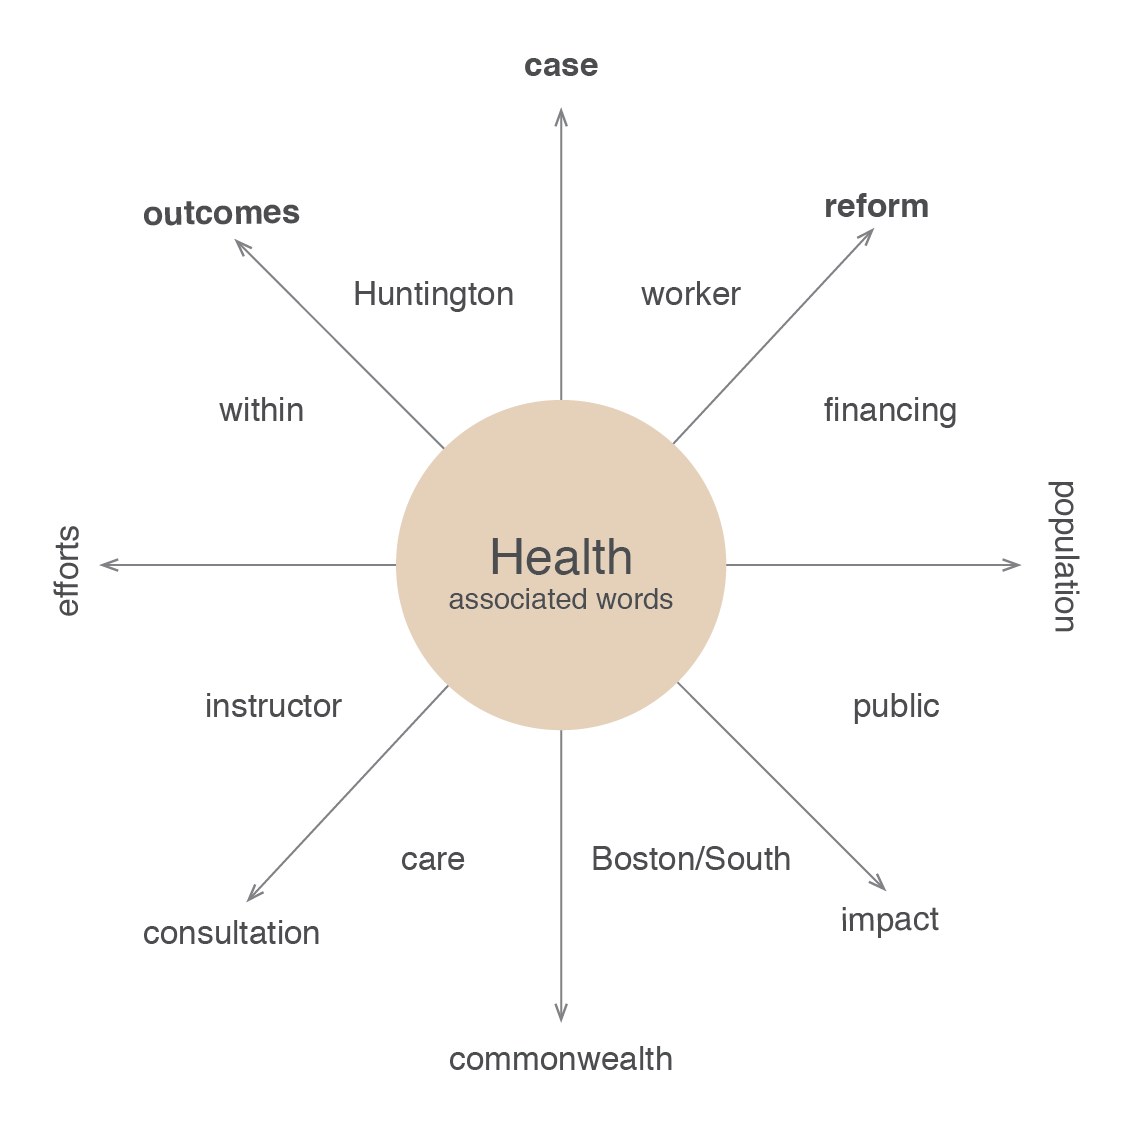 case
outcomes
reform
Huntington
worker
within
financing
efforts
Health
associated words
population
instructor
public
care
Boston/South
consultation
impact
commonwealth